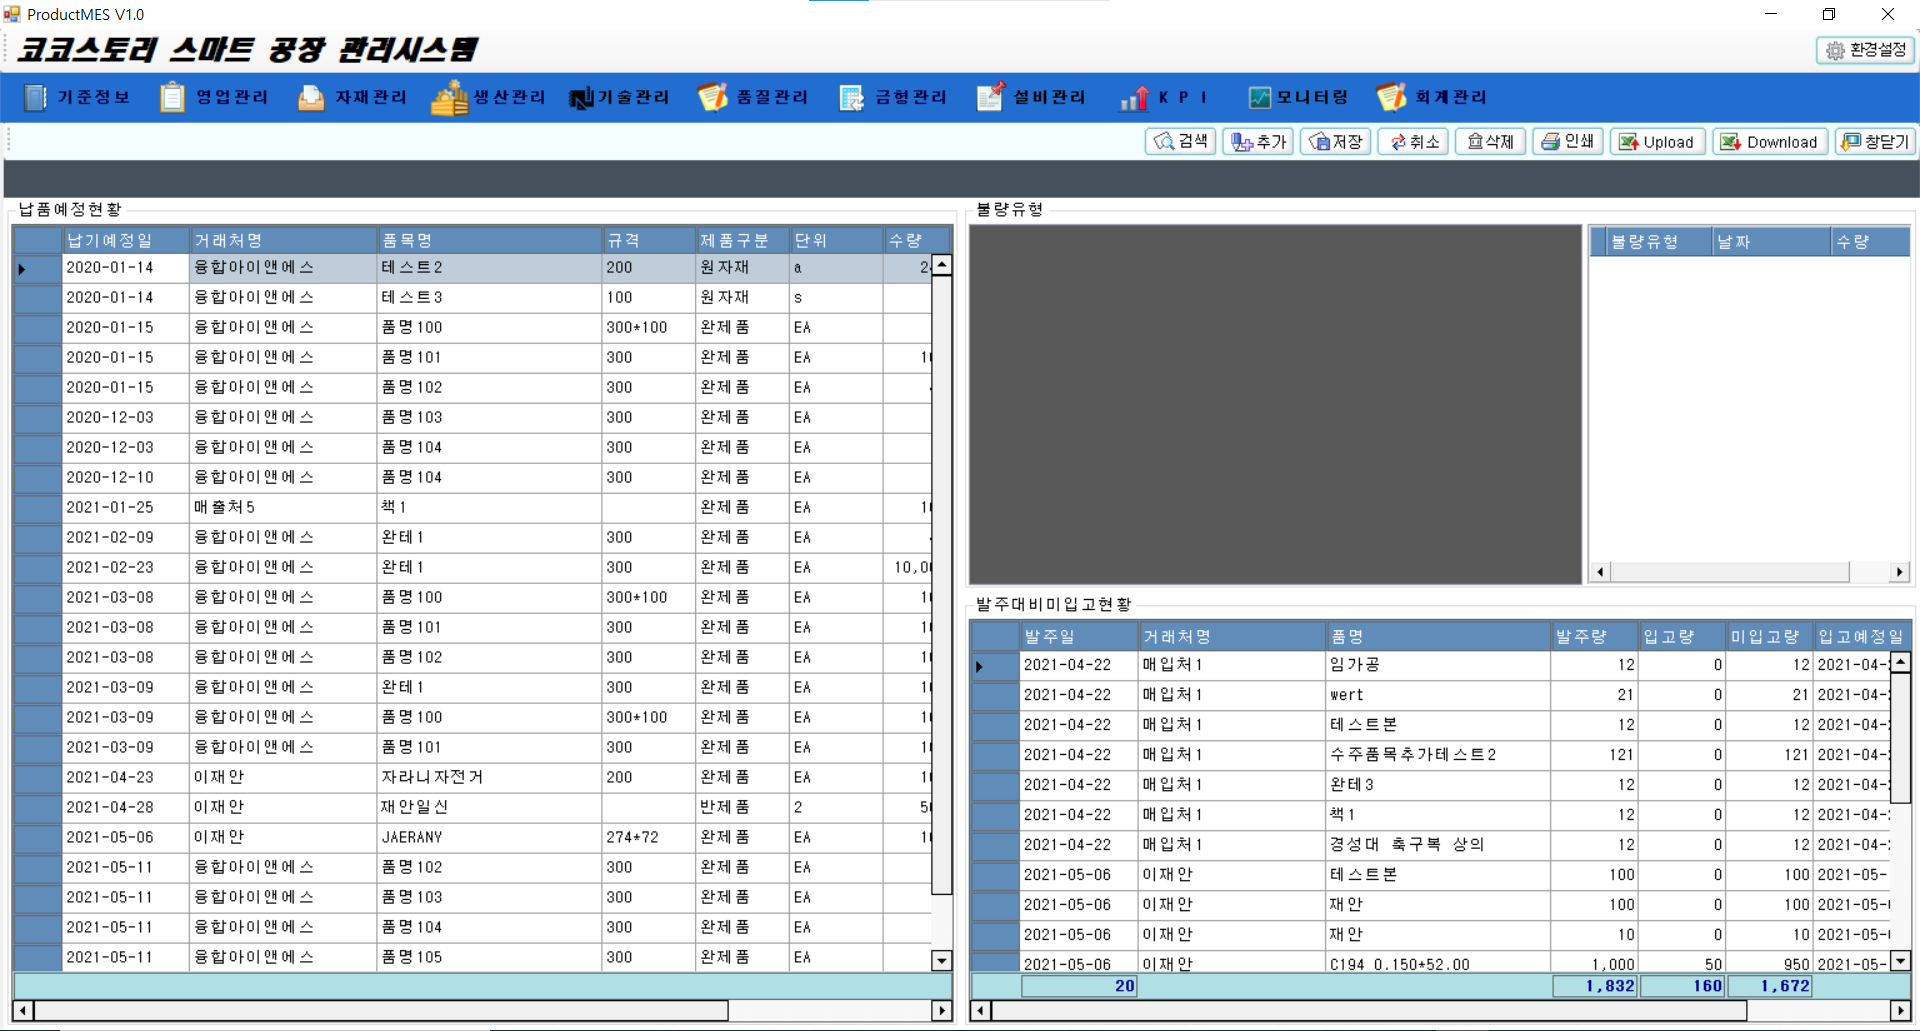 ProductMES V1.0
코코스토리 스마트 공장 관리시스템
환경설정
기준정보 영업관리 자재관리 생산관리 기술관리 품질관리 금형관리 설비관리 K P I 모니터링 회계관리
검색 추가 저장 취소 삭제 인쇄 Upload Download 창닫기
납품예정현황
납기예정일 거래처명 품목명 규격 제품구분 단위 수량
2020-01-14 융합아이앤에스 테스트2 200 원자재 a
2020-01-14 융합아이앤에스 테스트3 100 원자재 s
2020-01-15 융합아이앤에스 품명100 300*100 완제품 EA
2020-01-15 융합아이앤에스 품명101 300 완제품 EA
2020-01-15 융합아이앤에스 품명102 300 완제품 EA
2020-12-03 융합아이앤에스 품명103 300 완제품 EA
2020-12-03 융합아이앤에스 품명104 300 완제품 EA
2020-12-10 융합아이앤에스 품명104 300 완제품 EA
2021-01-25 매출처5 책1 완제품 EA
2021-02-09 융합아이앤에스 완테1 300 완제품 EA
2021-02-23 융합아이앤에스 완테1 300 완제품 EA
2021-03-08 융합아이앤에스 품명100 300*100 완제품 EA
2021-03-08 융합아이앤에스 품명101 300 완제품 EA
2021-03-08 융합아이앤에스 품명102 300 완제품 EA
2021-03-09 융합아이앤에스 완테1 300 완제품 EA
2021-03-09 융합아이앤에스 품명100 300*100 완제품 EA
2021-03-09 융합아이앤에스 품명101 300 완제품 EA
2021-04-23 이재안 자라니자전거 200 완제품 EA
2021-04-28 이재안 재안일신 반제품 2
2021-05-06 이재안 JAERANY 274*72 완제품 EA
2021-05-11 융합아이앤에스 품명102 300 완제품 EA
2021-05-11 융합아이앤에스 품명103 300 완제품 EA
2021-05-11 융합아이앤에스 품명104 300 완제품 EA
2021-05-11 융합아이앤에스 품명105 300 완제품 EA
불량유형
불량유형 날짜 수량
발주대비미입고현황
발주일 거래처명 품명 발주량 입고량 미입고량 입고예정일
2021-04-22 매입처1 임가공 12 0 12 2021-04-
2021-04-22 매입처1 wert 21 0 21 2021-04-
2021-04-22 매입처1 테스트본 12 0 12 2021-04-
2021-04-22 매입처1 수주품목추가테스트2 121 0 121 2021-04-
2021-04-22 매입처1 완테3 12 0 12 2021-04-
2021-04-22 매입처1 책1 12 0 12 2021-04-
2021-04-22 매입처1 경성대 축구복 상의 12 0 12 2021-04-
2021-05-06 이재안 테스트본 100 0 100 2021-05-
2021-05-06 이재안 재안 100 0 100 2021-05-
2021-05-06 이재안 재안 10 0 10 2021-05-
2021-05-06 이재안 C194 0.150*52.00 1,000 50 950 2021-05-
20 1,832 160 1,672